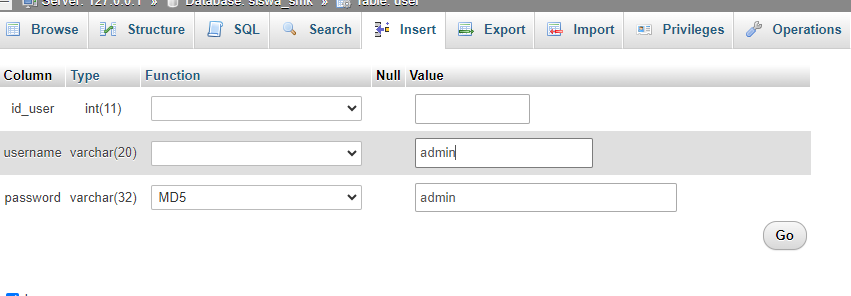 Server: 127.0.0.1 » Database: siswa_smk » Table: user
Browse Structure SQL Search Insert Export Import Privileges Operations
Column Type Function Null Value
id_user int(11)
username varchar(20) admin
password varchar(32) MD5 admin
Go